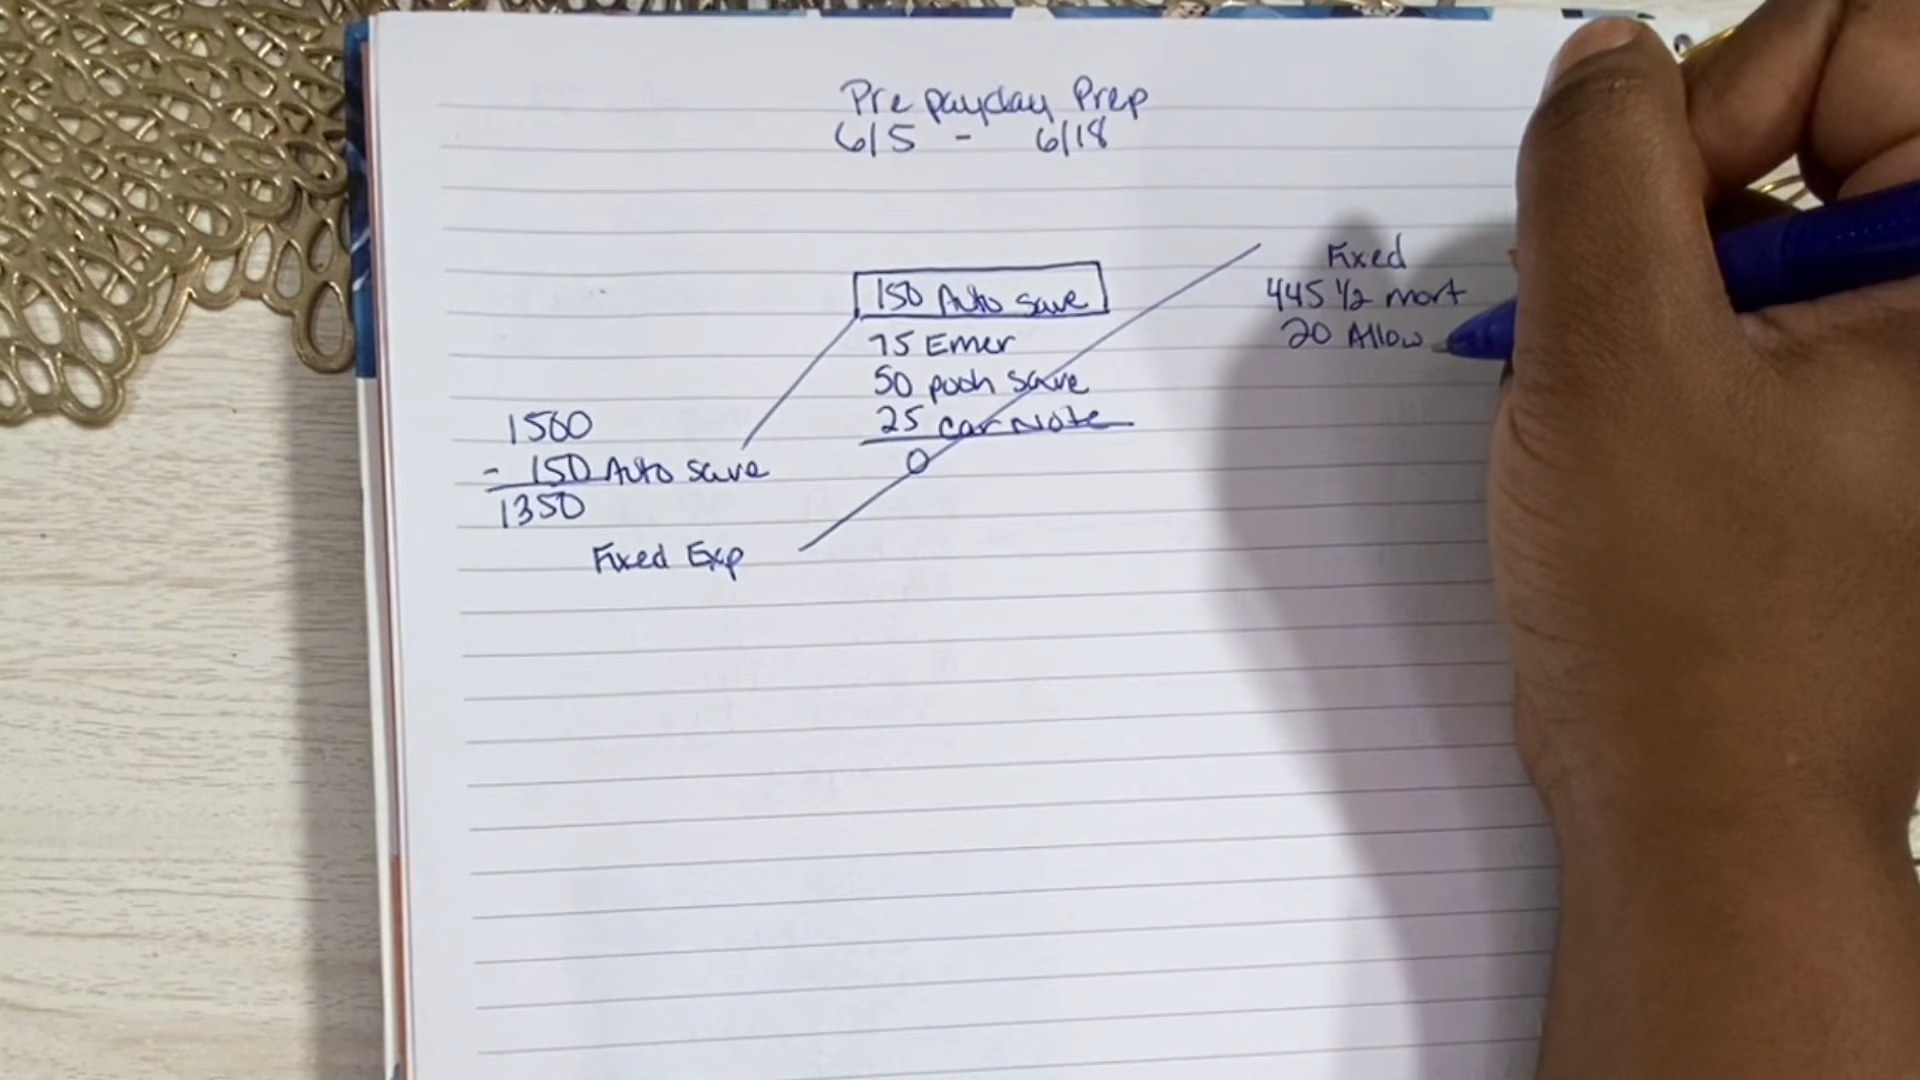 Pre payday Prep
6/5 - 6/18
150 Auto save
75 Emer
50 pooh save
25 car note
0
1500
- 150 Auto save
1350
Fixed Exp
Fixed
445 1/2 mort
20 Allow